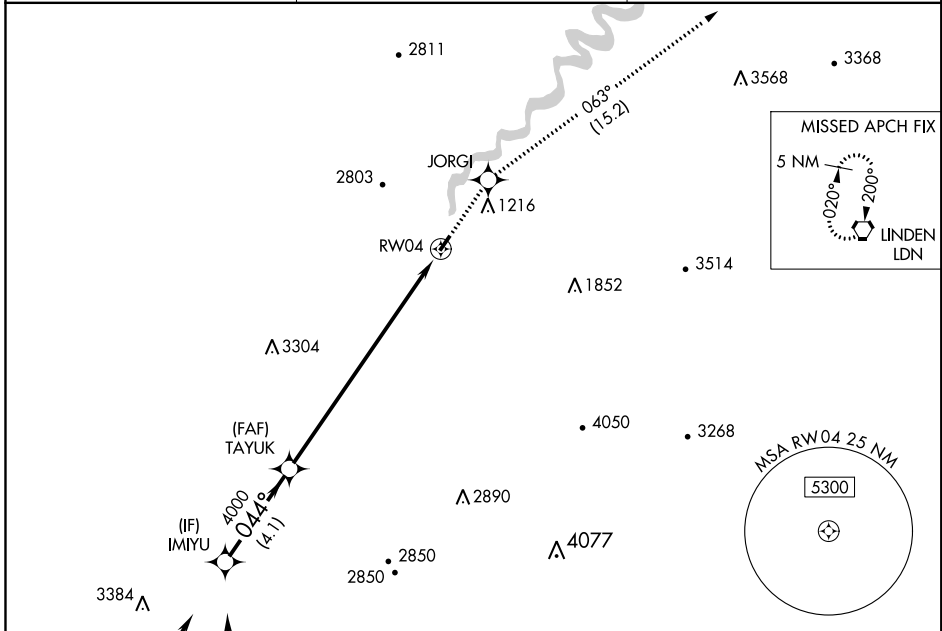 2811
3368
3568
063°
(15.2)
MISSED APCH FIX
5 NM
020°
200°
LINDEN
LDN
JORGI
2803
1216
RW04
3514
1852
3304
(FAF)
TAYUK
4050
3268
MSA RW04 25 NM
5300
2890
4000
044°
(4.1)
(IF)
IMIYU
4077
2850
2850
3384